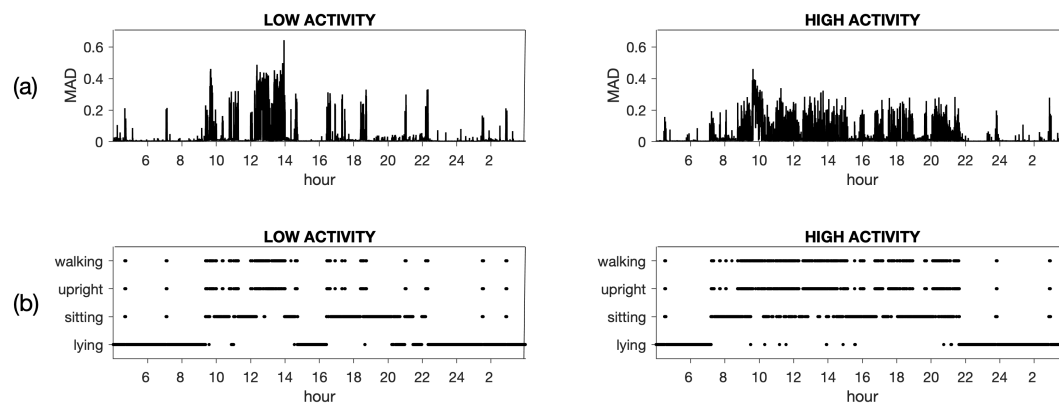 LOW ACTIVITY
HIGH ACTIVITY
(a)
MAD
0.6
0.4
0.2
0
6 8 10 12 14 16 18 20 22 24 2
hour
MAD
0.6
0.4
0.2
0
6 8 10 12 14 16 18 20 22 24 2
hour
LOW ACTIVITY
HIGH ACTIVITY
(b)
walking
upright
sitting
lying
6 8 10 12 14 16 18 20 22 24 2
hour
walking
upright
sitting
lying
6 8 10 12 14 16 18 20 22 24 2
hour